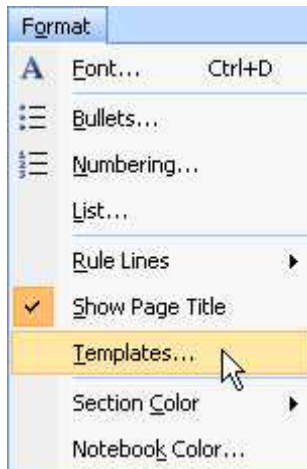 Format
Font... Ctrl+D
Bullets...
Numbering...
List...
Rule Lines
Show Page Title
Templates...
Section Color
Notebook Color...